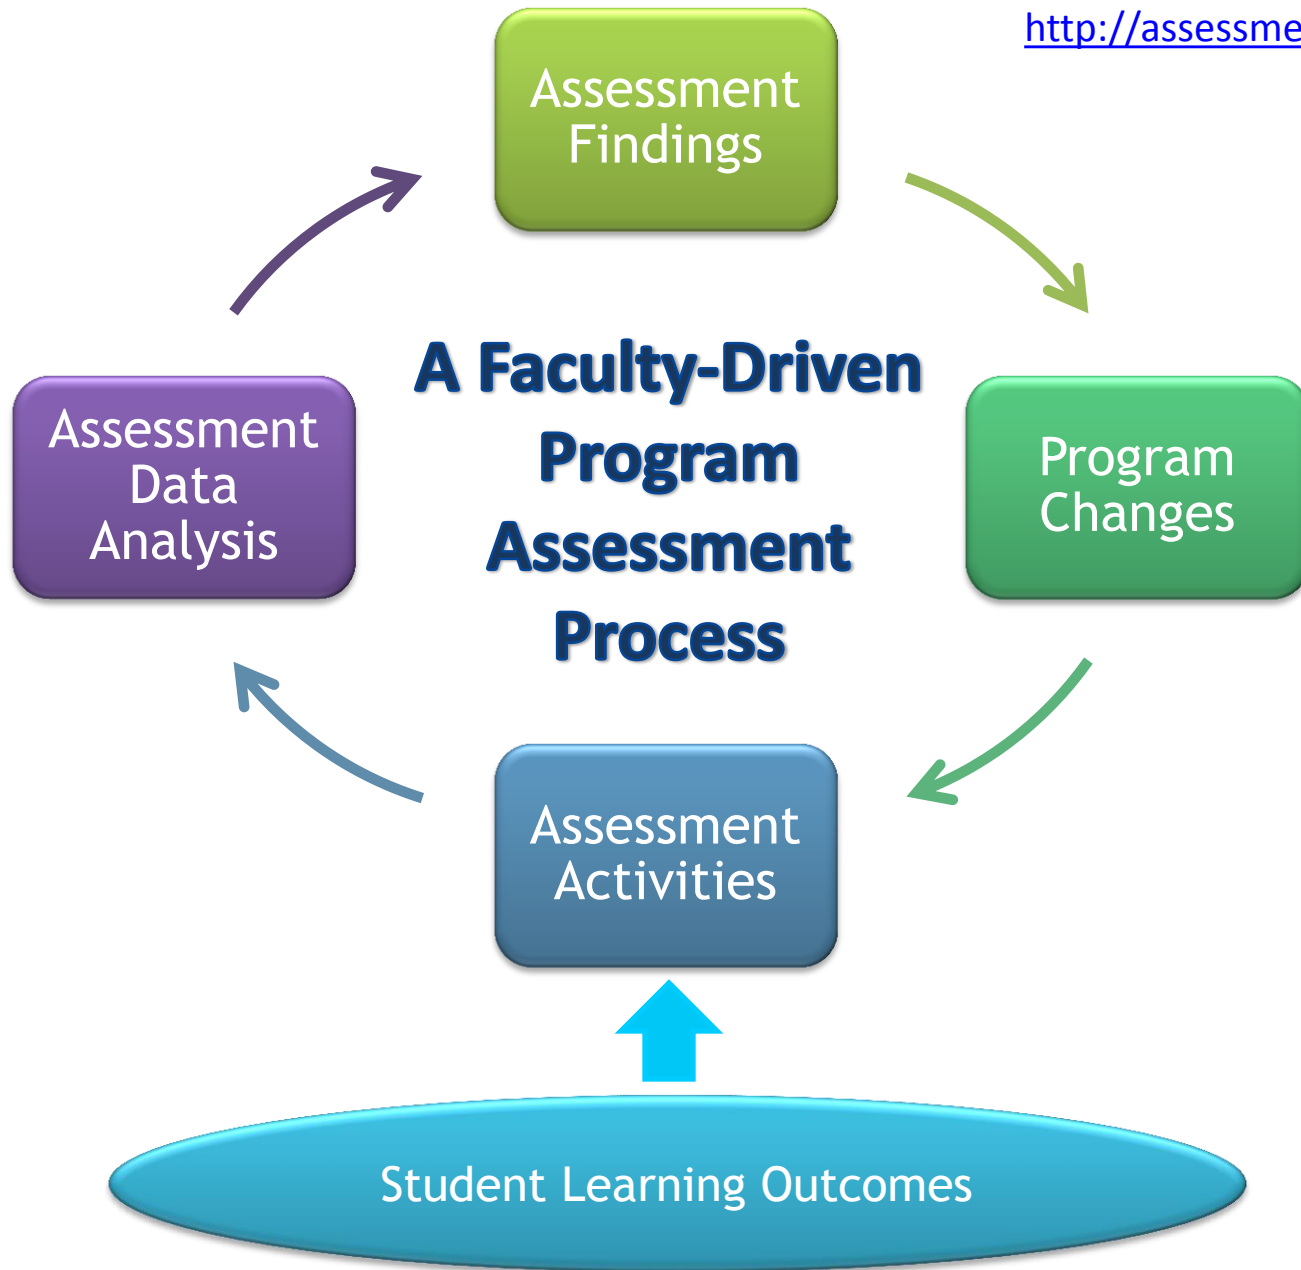 http://assessme
Assessment
Findings
A Faculty-Driven
Program
Assessment
Process
Assessment
Data
Analysis
Program
Changes
Assessment
Activities
Student Learning Outcomes